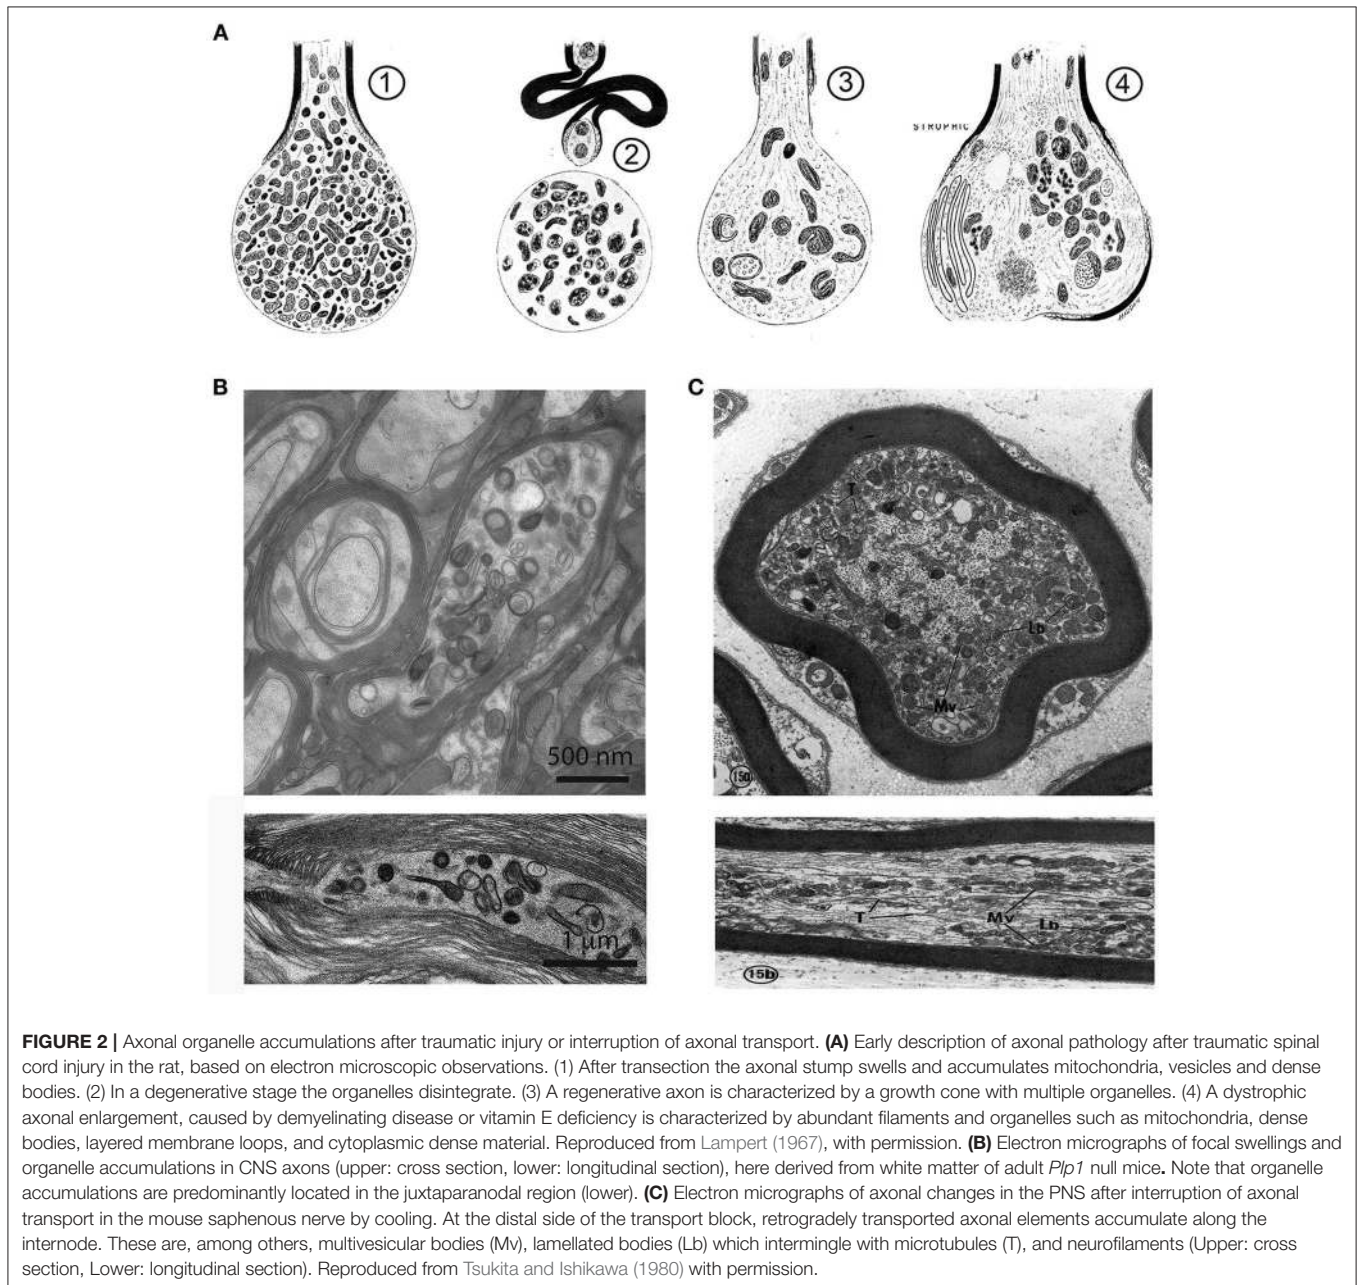 A
1
2
3
4
STROPHIC
B
C
T
Lb
Mv
500 nm
15a
1 µm
T
Mv
Lb
15b
FIGURE 2 | Axonal organelle accumulations after traumatic injury or interruption of axonal transport. (A) Early description of axonal pathology after traumatic spinal
cord injury in the rat, based on electron microscopic observations. (1) After transection the axonal stump swells and accumulates mitochondria, vesicles and dense
bodies. (2) In a degenerative stage the organelles disintegrate. (3) A regenerative axon is characterized by a growth cone with multiple organelles. (4) A dystrophic
axonal enlargement, caused by demyelinating disease or vitamin E deficiency is characterized by abundant filaments and organelles such as mitochondria, dense
bodies, layered membrane loops, and cytoplasmic dense material. Reproduced from Lampert (1967), with permission. (B) Electron micrographs of focal swellings and
organelle accumulations in CNS axons (upper: cross section, lower: longitudinal section), here derived from white matter of adult Plp1 null mice. Note that organelle
accumulations are predominantly located in the juxtaparanodal region (lower). (C) Electron micrographs of axonal changes in the PNS after interruption of axonal
transport in the mouse saphenous nerve by cooling. At the distal side of the transport block, retrogradely transported axonal elements accumulate along the
internode. These are, among others, multivesicular bodies (Mv), lamellated bodies (Lb) which intermingle with microtubules (T), and neurofilaments (Upper: cross
section, Lower: longitudinal section). Reproduced from Tsukita and Ishikawa (1980) with permission.